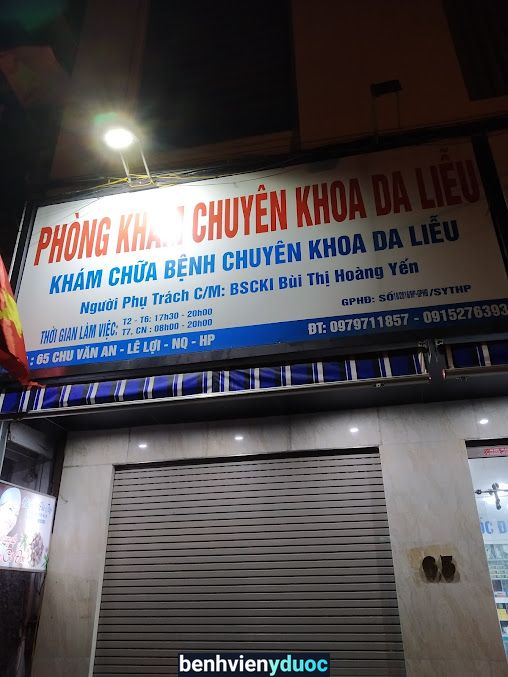 PHÒNG KHÁM CHUYÊN KHOA DA LIỄU
KHÁM CHỮA BỆNH CHUYÊN KHOA DA LIỄU
Người Phụ Trách C/M: BSCKI Bùi Thị Hoàng Yến
GPHĐ: SỐ /SYTHP
THỜI GIAN LÀM VIỆC: T2 - T6: 17h30 - 20h00
T7, CN : 08h00 - 20h00
: 65 CHU VĂN AN - LÊ LỢI - NQ - HP
ĐT: 0979711857 - 0915276393
65
benhvienyduoc